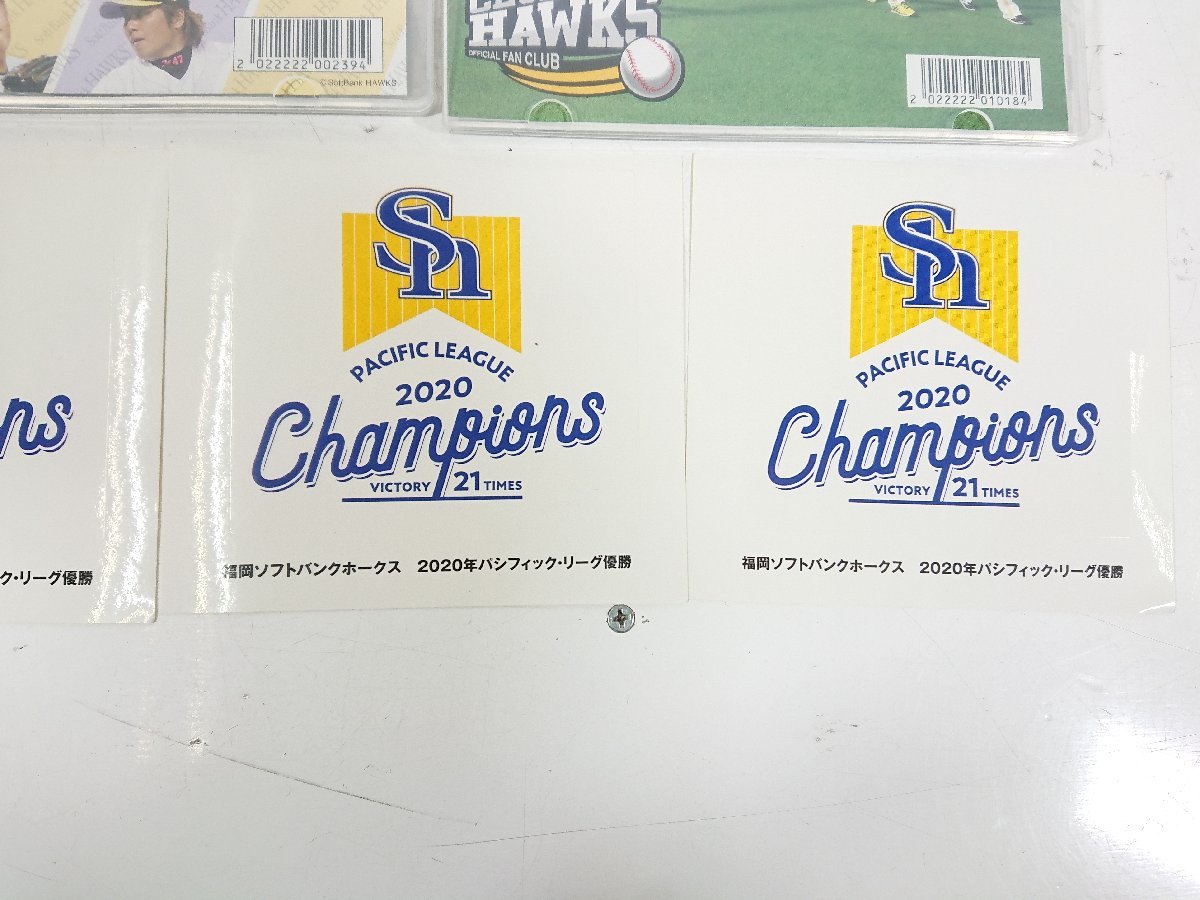 HAWKS
47
2 022222 002394
© SoftBank HAWKS
HAWKS
OFFICIAL FAN CLUB
2 022222 010184
ns
ク・リーグ優勝
Sh
PACIFIC LEAGUE
2020
Champions
VICTORY 21 TIMES
福岡ソフトバンクホークス 2020年パシフィック・リーグ優勝
Sh
PACIFIC LEAGUE
2020
Champions
VICTORY 21 TIMES
福岡ソフトバンクホークス 2020年パシフィック・リーグ優勝